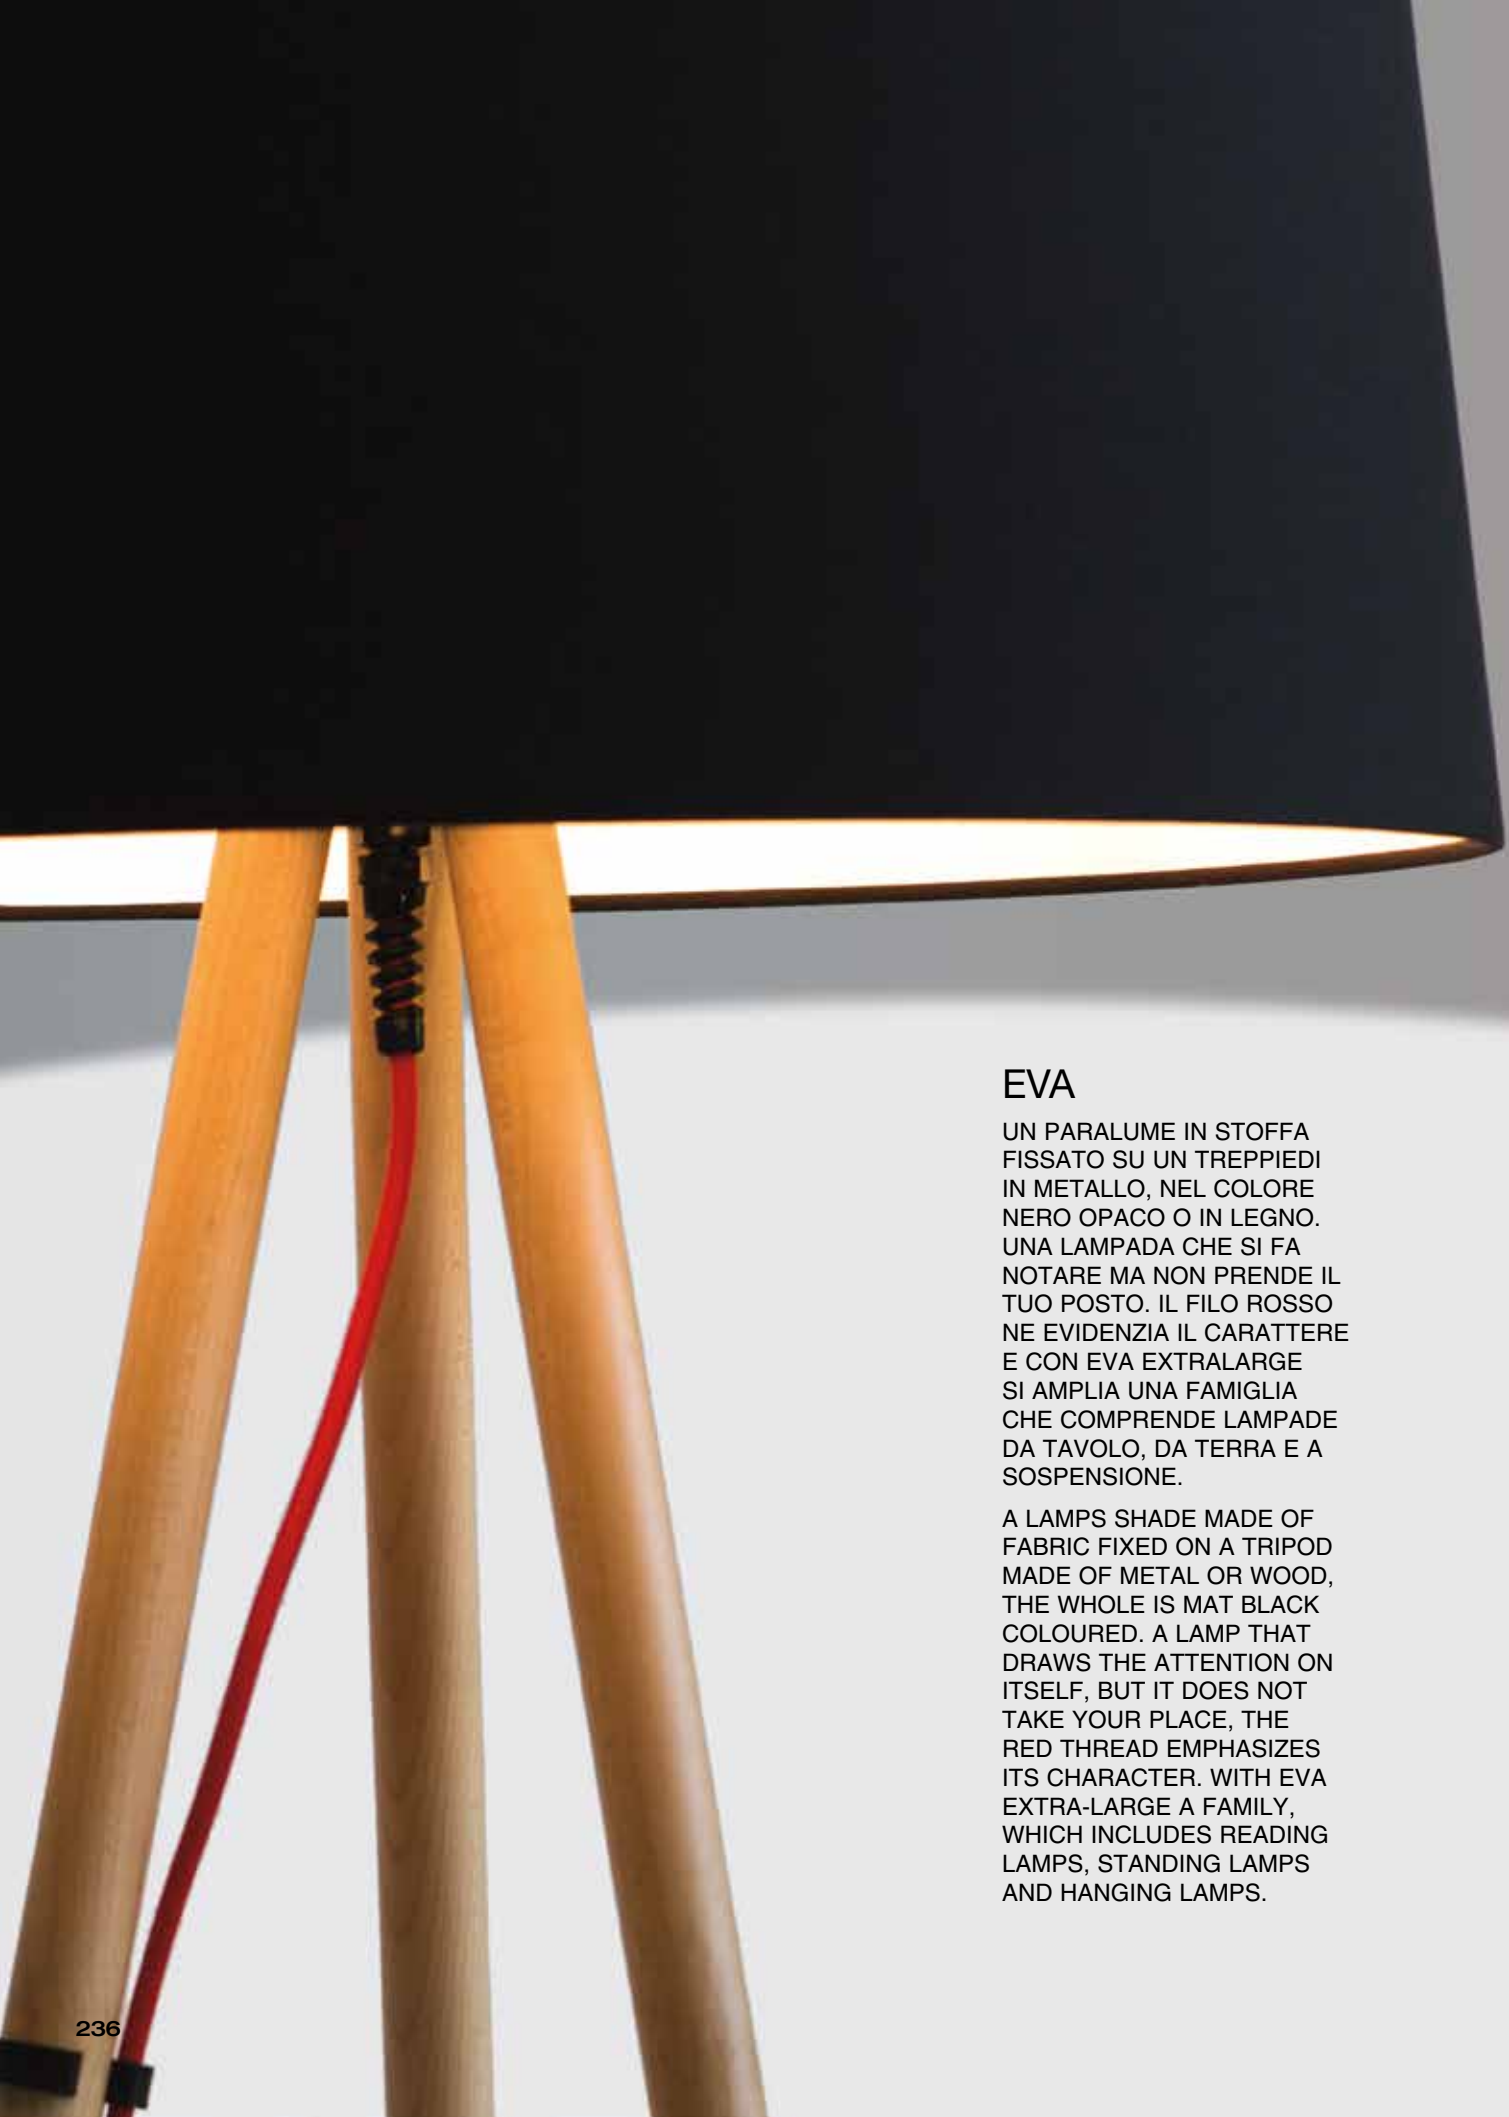 EVA
UN PARALUME IN STOFFA
FISSATO SU UN TREPPIEDI
IN METALLO, NEL COLORE
NERO OPACO O IN LEGNO.
UNA LAMPADA CHE SI FA
NOTARE MA NON PRENDE IL
TUO POSTO. IL FILO ROSSO
NE EVIDENZIA IL CARATTERE
E CON EVA EXTRALARGE
SI AMPLIA UNA FAMIGLIA
CHE COMPRENDE LAMPADE
DA TAVOLO, DA TERRA E A
SOSPENSIONE.
A LAMPS SHADE MADE OF
FABRIC FIXED ON A TRIPOD
MADE OF METAL OR WOOD,
THE WHOLE IS MAT BLACK
COLOURED. A LAMP THAT
DRAWS THE ATTENTION ON
ITSELF, BUT IT DOES NOT
TAKE YOUR PLACE, THE
RED THREAD EMPHASIZES
ITS CHARACTER. WITH EVA
EXTRA-LARGE A FAMILY,
WHICH INCLUDES READING
LAMPS, STANDING LAMPS
AND HANGING LAMPS.
236